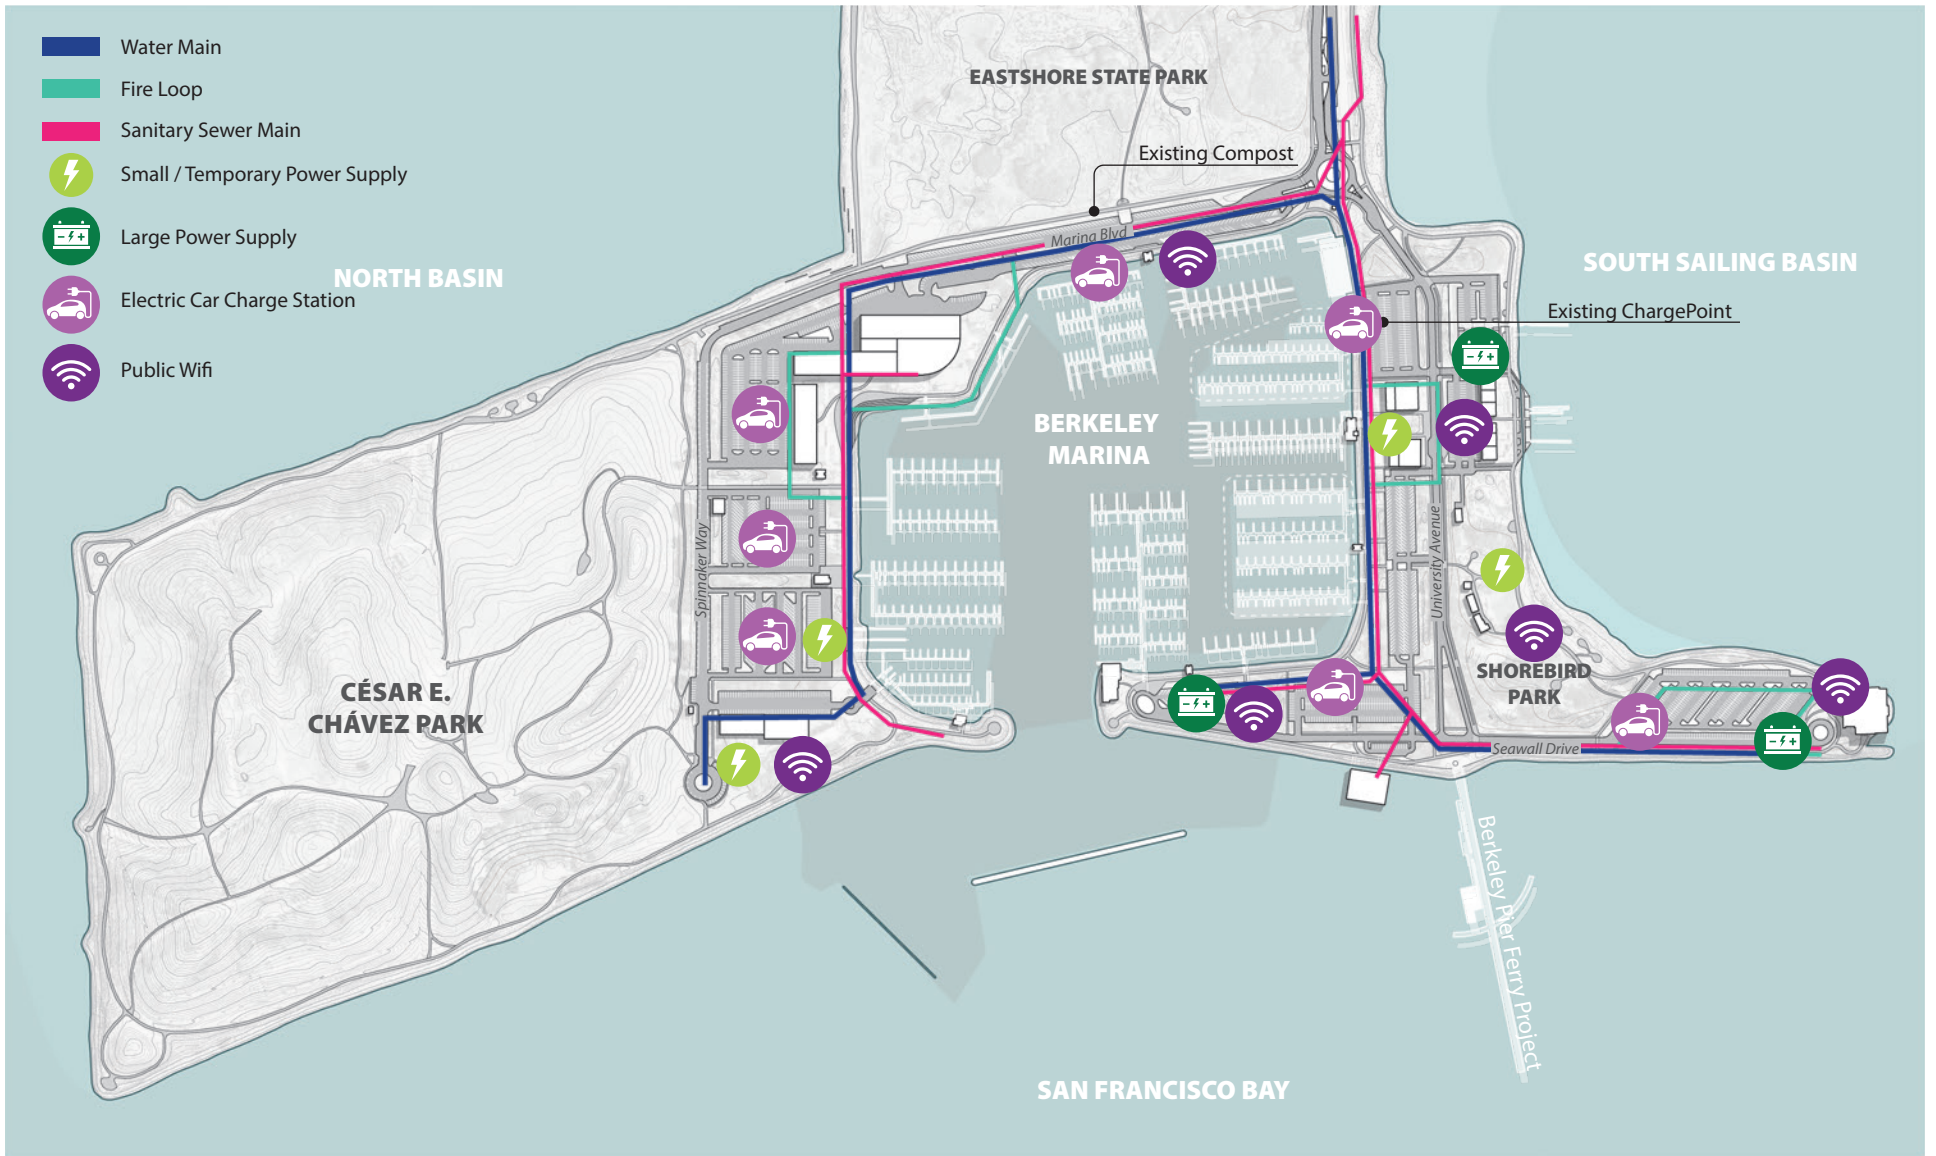 Water Main
Fire Loop
Sanitary Sewer Main
Small / Temporary Power Supply
Large Power Supply
Electric Car Charge Station
Public Wifi
EASTSHORE STATE PARK
Existing Compost
Marina Blvd
NORTH BASIN
SOUTH SAILING BASIN
Existing ChargePoint
BERKELEY
MARINA
Spinnaker Way
University Avenue
CÉSAR E.
CHÁVEZ PARK
SHOREBIRD
PARK
Seawall Drive
Berkeley Pier Ferry Project
SAN FRANCISCO BAY